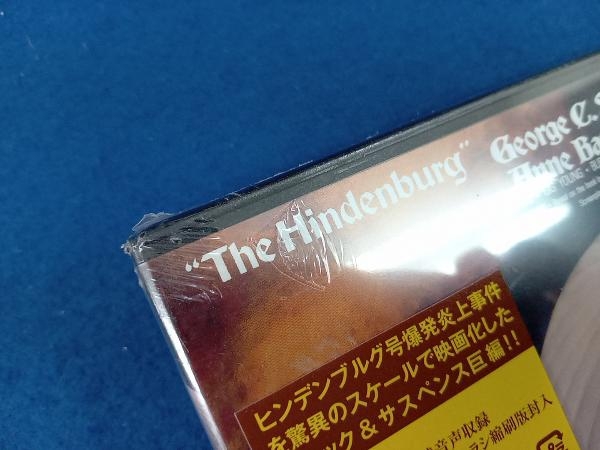 "The Hindenburg"
George C.
Anne
YOUNG
ヒンデンブルグ号爆発炎上事件
を驚異のスケールで映画化した
ック&サスペンス巨編!!
音声収録
ラシ縮刷版封入